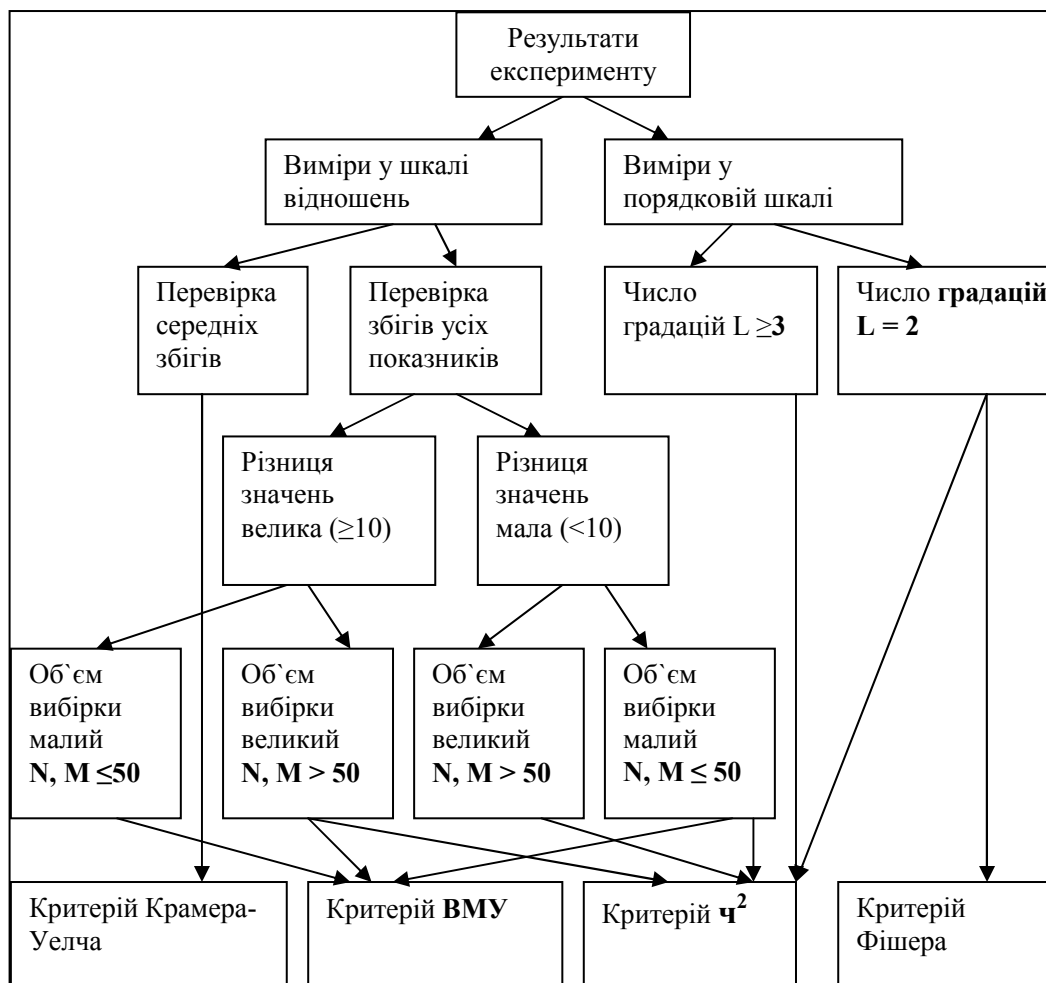 Результати
експерименту
Виміри у шкалі
відношень
Виміри у
порядковій шкалі
Перевірка
середніх
збігів
Перевірка
збігів усіх
показників
Число
градацій L ≥3
Число градацій
L = 2
Різниця
значень
велика (≥10)
Різниця
значень
мала (<10)
Об`єм
вибірки
малий
N, M ≤50
Об`єм
вибірки
великий
N, M > 50
Об`єм
вибірки
великий
N, M > 50
Об`єм
вибірки
малий
N, M ≤ 50
Критерій Крамера-
Уелча
Критерій ВМУ
Критерій ч²
Критерій
Фішера